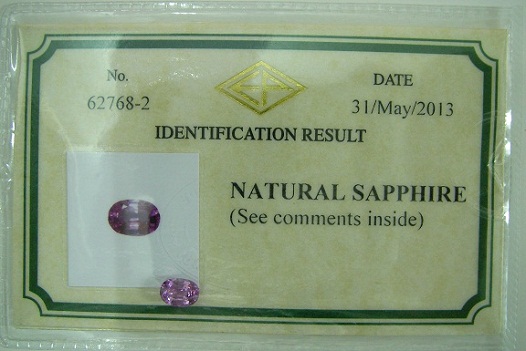 No.
62768-2
DATE
31/May/2013
IDENTIFICATION RESULT
NATURAL SAPPHIRE
(See comments inside)